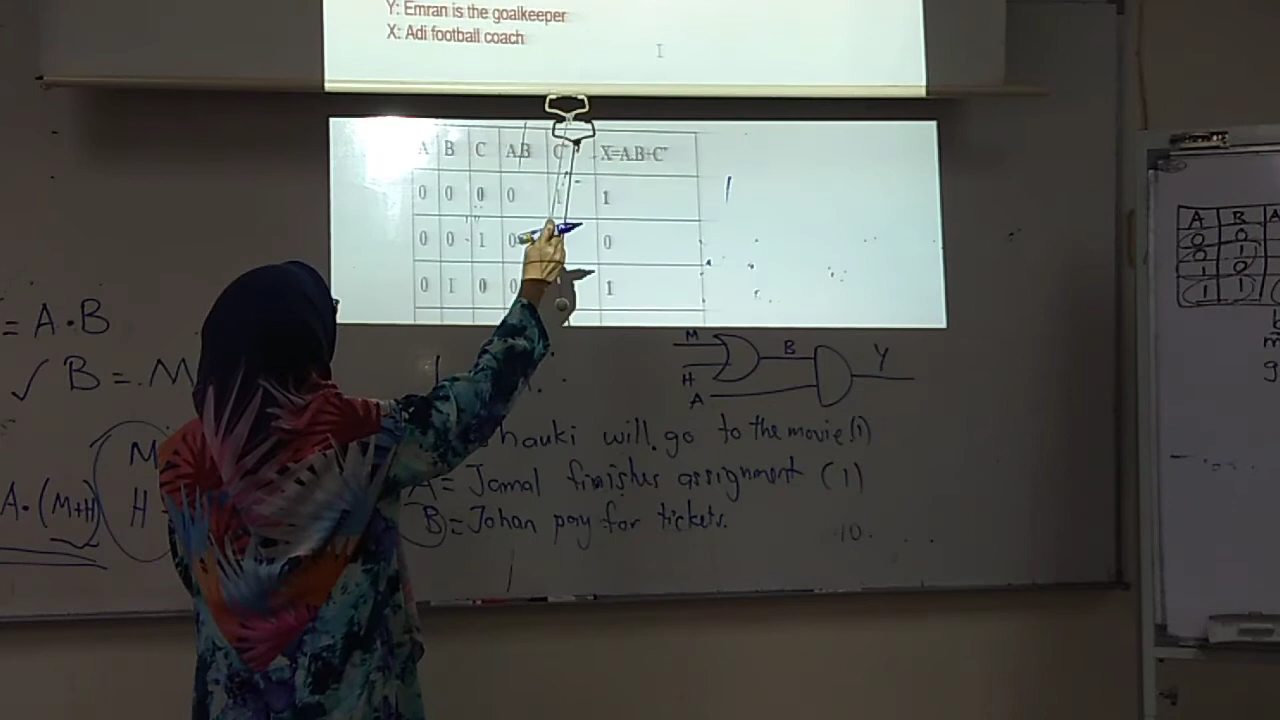 Y: Emran is the goalkeeper
X: Adi football coach
A B C A.B C' X=A.B+C'
0 0 0 0 1 1
0 0 1 0 0
0 1 0 0 1
= A·B
✓ B = M
M
A·(M+H) H
M
H
A
B
Y
hauki will go to the movie (1)
A = Jamal finishes assignment (1)
B = Johan pay for tickets.
10.
A B A
0 0
0 1
1 0
1 1